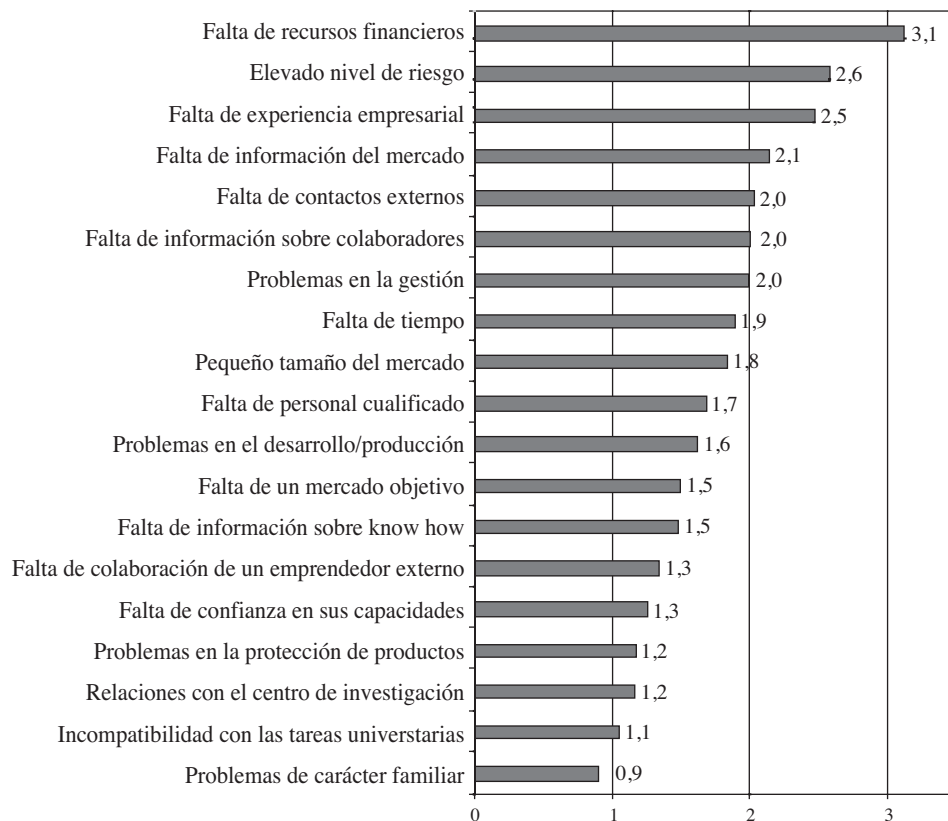 Falta de recursos financieros 3,1
Elevado nivel de riesgo 2,6
Falta de experiencia empresarial 2,5
Falta de información del mercado 2,1
Falta de contactos externos 2,0
Falta de información sobre colaboradores 2,0
Problemas en la gestión 2,0
Falta de tiempo 1,9
Pequeño tamaño del mercado 1,8
Falta de personal cualificado 1,7
Problemas en el desarrollo/producción 1,6
Falta de un mercado objetivo 1,5
Falta de información sobre know how 1,5
Falta de colaboración de un emprendedor externo 1,3
Falta de confianza en sus capacidades 1,3
Problemas en la protección de productos 1,2
Relaciones con el centro de investigación 1,2
Incompatibilidad con las tareas universtarias 1,1
Problemas de carácter familiar 0,9
0 1 2 3